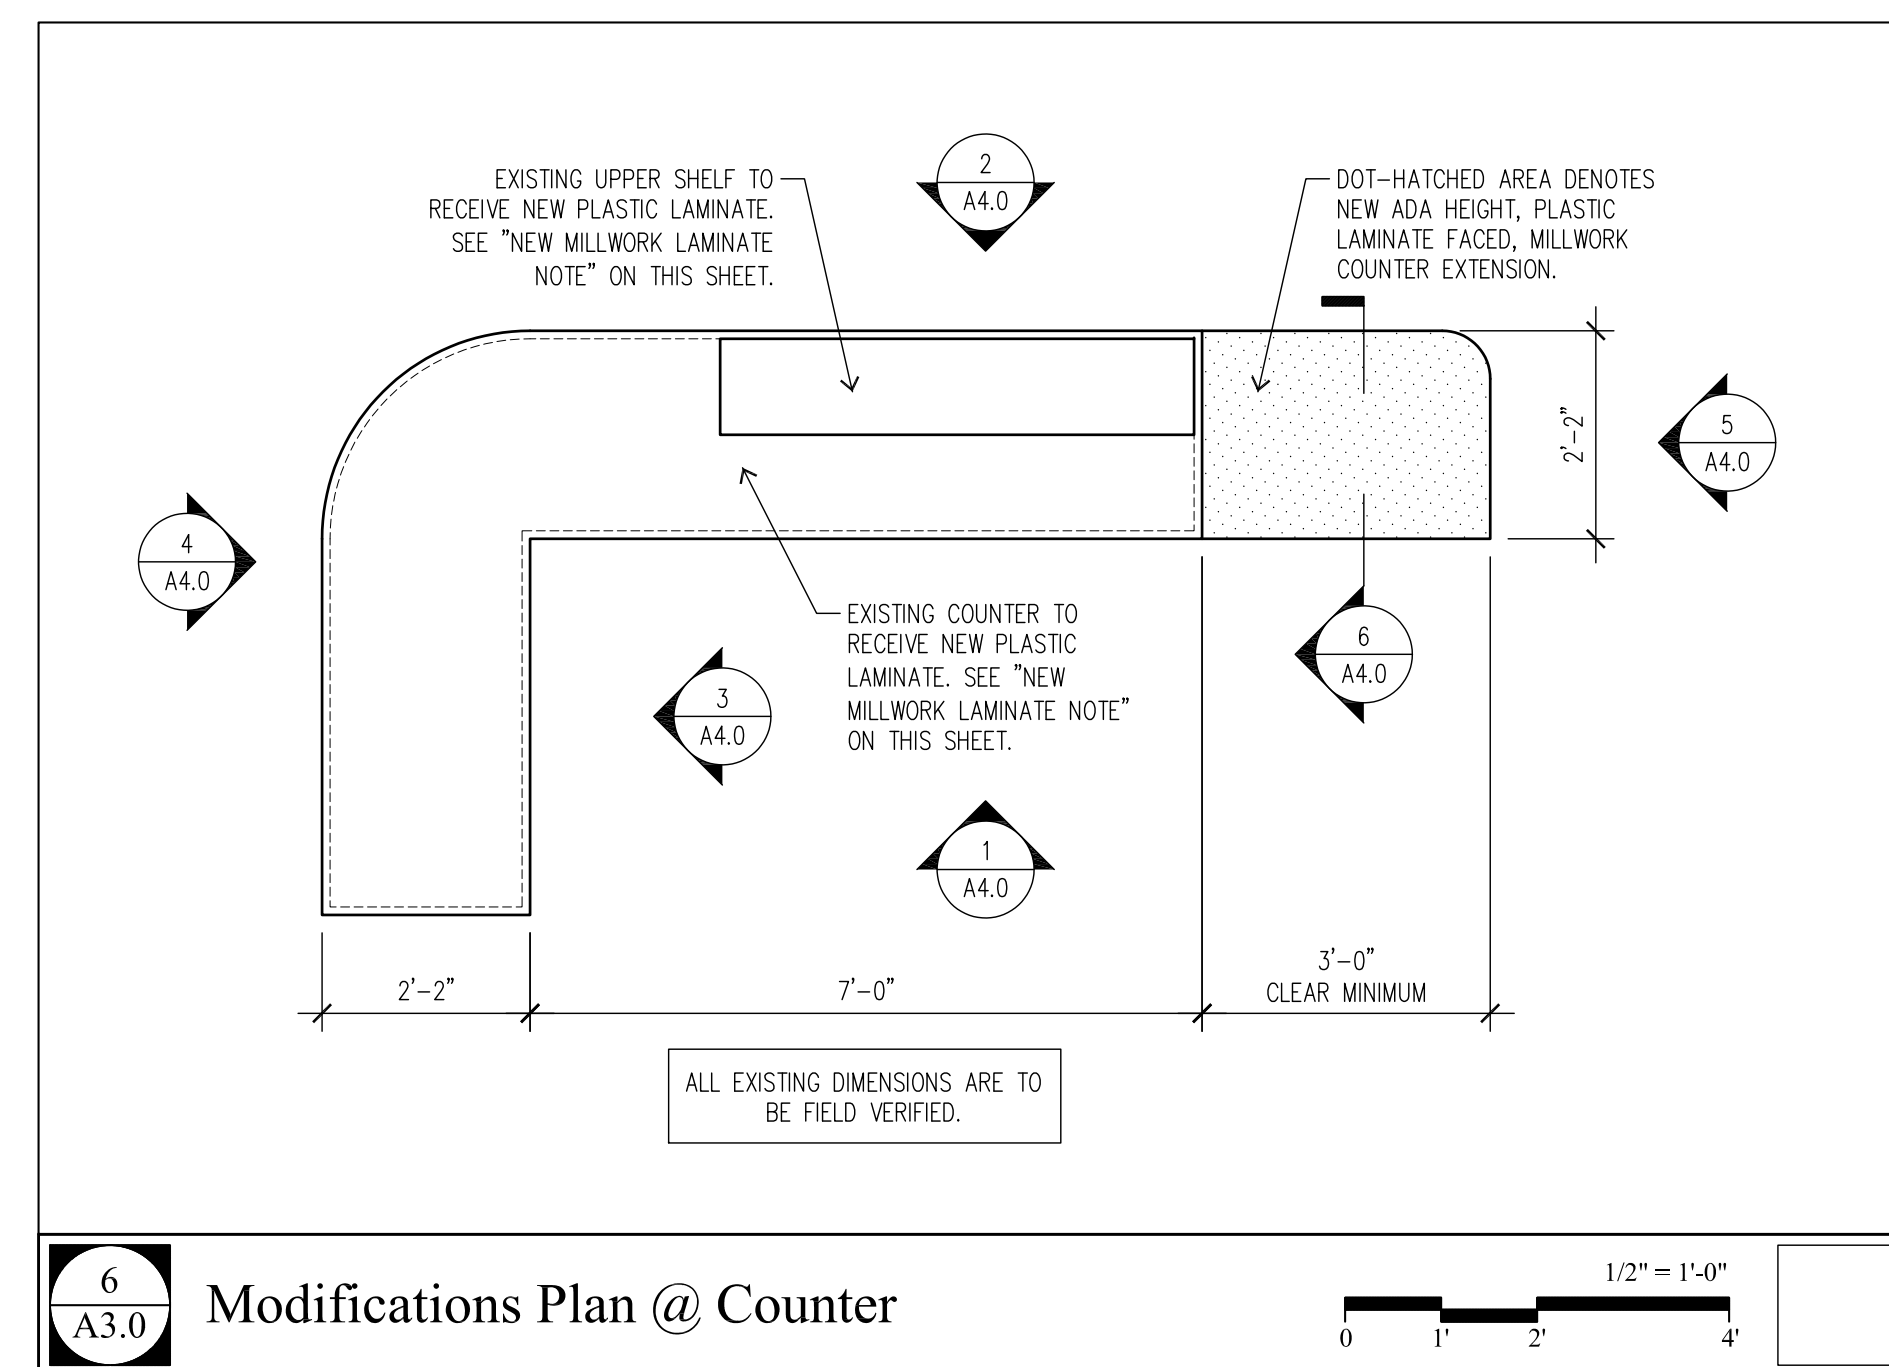 2
A4.0
EXISTING UPPER SHELF TO
RECEIVE NEW PLASTIC LAMINATE.
SEE "NEW MILLWORK LAMINATE
NOTE" ON THIS SHEET.
DOT-HATCHED AREA DENOTES
NEW ADA HEIGHT, PLASTIC
LAMINATE FACED, MILLWORK
COUNTER EXTENSION.
2'-2"
5
A4.0
4
A4.0
EXISTING COUNTER TO
RECEIVE NEW PLASTIC
LAMINATE. SEE "NEW
MILLWORK LAMINATE NOTE"
ON THIS SHEET.
6
A4.0
3
A4.0
1
A4.0
2'-2"
7'-0"
3'-0"
CLEAR MINIMUM
ALL EXISTING DIMENSIONS ARE TO
BE FIELD VERIFIED.
6
A3.0
Modifications Plan @ Counter
1/2" = 1'-0"
0 1' 2' 4'